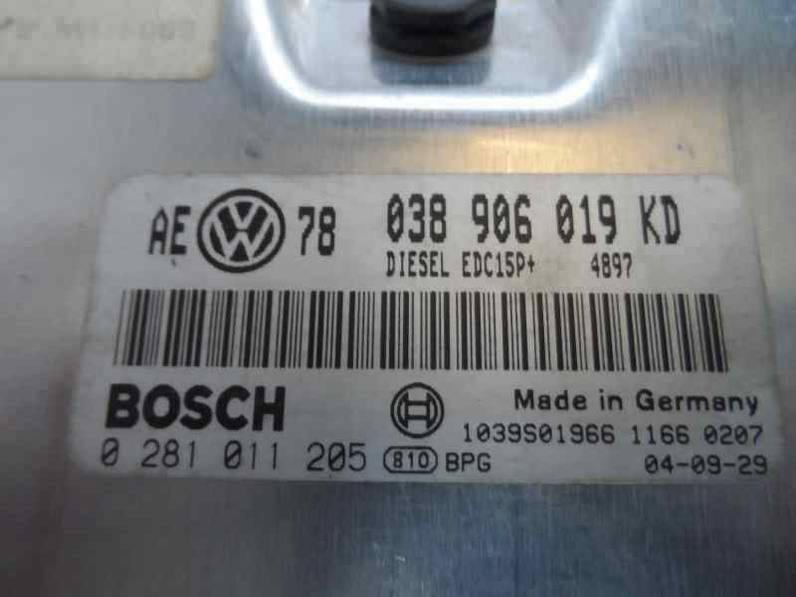 AE VW 78 038 906 019 KD
DIESEL EDC15P+ 4897
BOSCH
Made in Germany
1039S01966 1166 0207
0 281 011 205 810 BPG
04-09-29